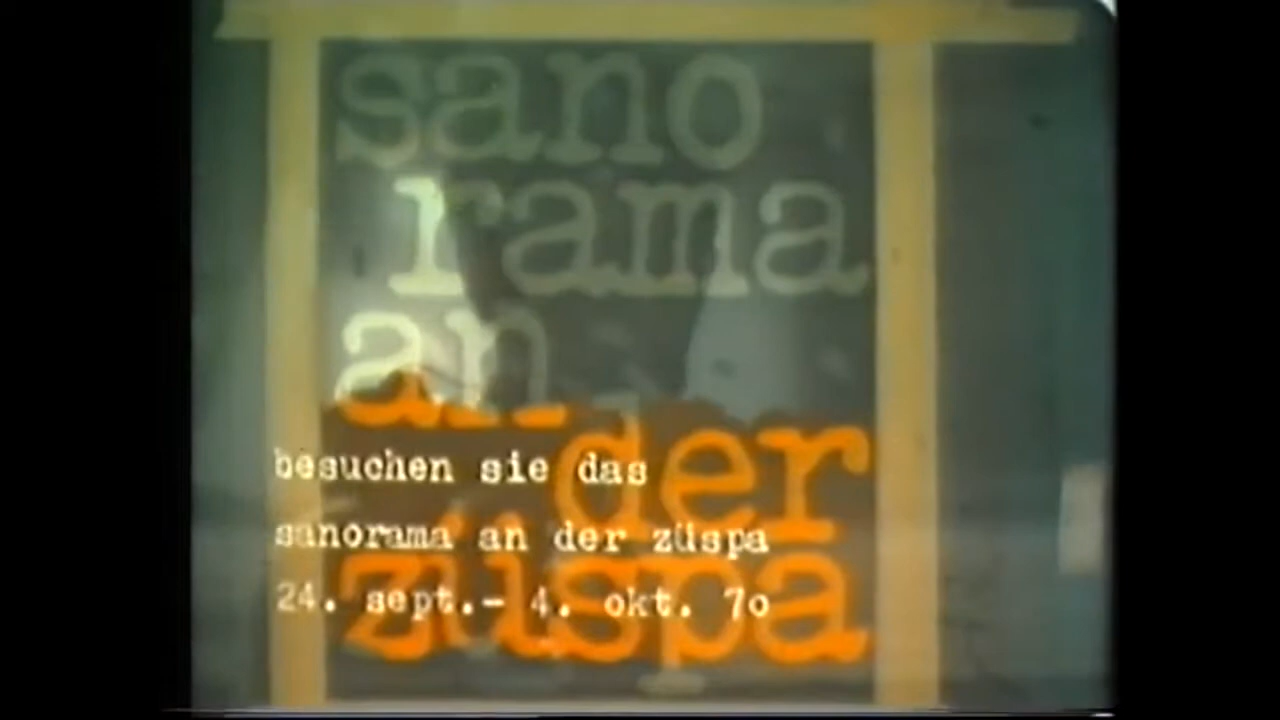 sano
rama
an
der
züspa
besuchen sie das
sanorama an der züspa
24. sept.- 4. okt. 7o